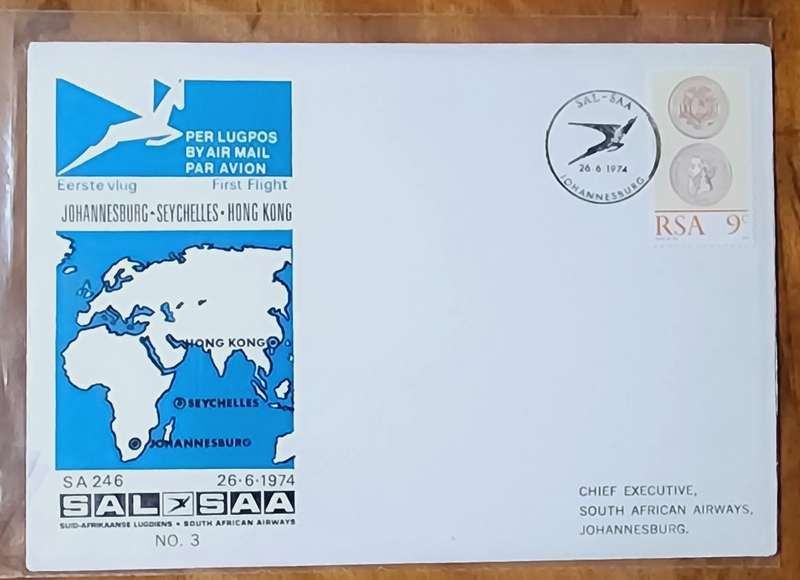 PER LUGPOS
BY AIR MAIL
PAR AVION
Eerste vlug First Flight
JOHANNESBURG - SEYCHELLES - HONG KONG
HONG KONG
SEYCHELLES
JOHANNESBURG
SA 246 26·6·1974
SAL SAA
SUID-AFRIKAANSE LUGDIENS • SOUTH AFRICAN AIRWAYS
NO. 3
SAL-SAA
26·6·1974
JOHANNESBURG
RSA 9c
CHIEF EXECUTIVE,
SOUTH AFRICAN AIRWAYS,
JOHANNESBURG.